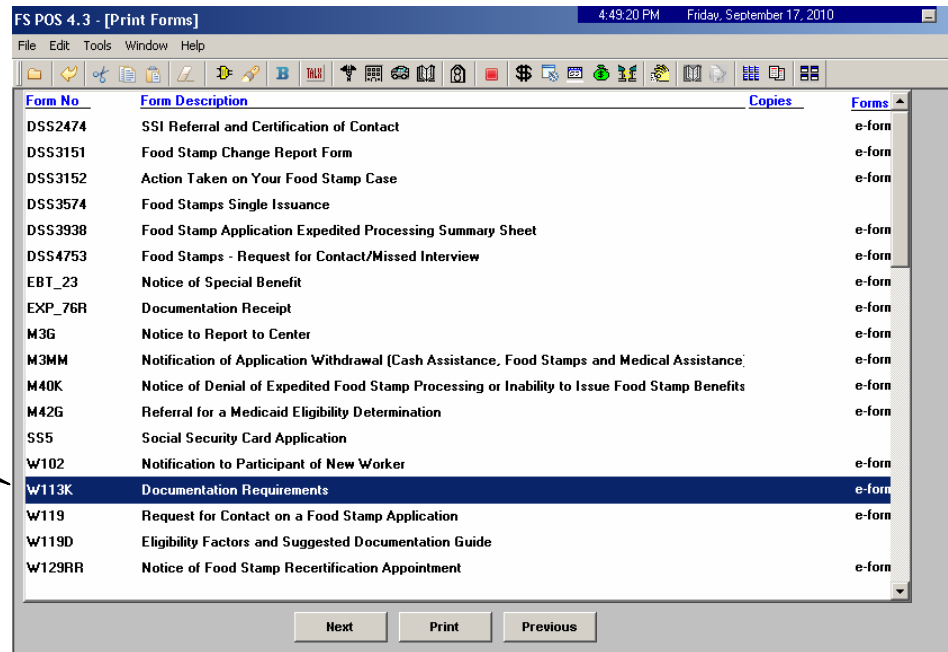 FS POS 4.3 - [Print Forms] 4:49:20 PM Friday, September 17, 2010
File Edit Tools Window Help
B TALX $
Form No Form Description Copies Forms
DSS2474 SSI Referral and Certification of Contact e-form
DSS3151 Food Stamp Change Report Form e-form
DSS3152 Action Taken on Your Food Stamp Case e-form
DSS3574 Food Stamps Single Issuance
DSS3938 Food Stamp Application Expedited Processing Summary Sheet e-form
DSS4753 Food Stamps - Request for Contact/Missed Interview e-form
EBT_23 Notice of Special Benefit e-form
EXP_76R Documentation Receipt e-form
M3G Notice to Report to Center e-form
M3MM Notification of Application Withdrawal (Cash Assistance, Food Stamps and Medical Assistance) e-form
M40K Notice of Denial of Expedited Food Stamp Processing or Inability to Issue Food Stamp Benefits e-form
M42G Referral for a Medicaid Eligibility Determination e-form
SS5 Social Security Card Application
W102 Notification to Participant of New Worker e-form
W113K Documentation Requirements e-form
W119 Request for Contact on a Food Stamp Application e-form
W119D Eligibility Factors and Suggested Documentation Guide
W129RR Notice of Food Stamp Recertification Appointment e-form
Next Print Previous